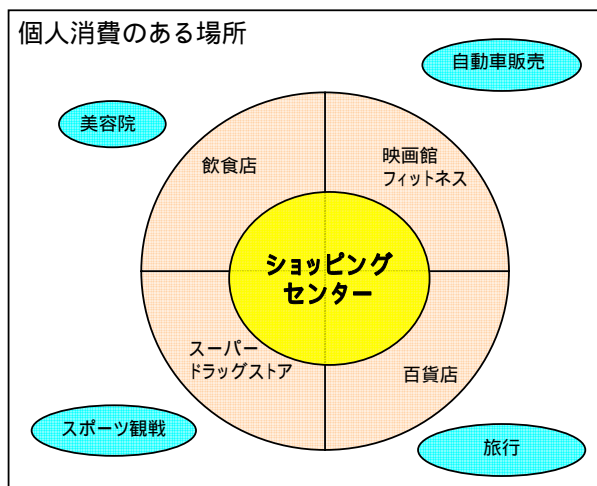 個人消費のある場所
自動車販売
美容院
飲食店
映画館
フィットネス
ショッピング
センター
スーパー
ドラッグストア
百貨店
スポーツ観戦
旅行